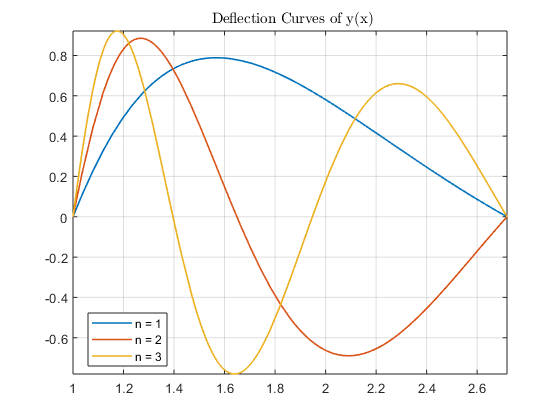 Deflection Curves of y(x)
0.8
0.6
0.4
0.2
0
-0.2
-0.4
-0.6
n = 1
n = 2
n = 3
1 1.2 1.4 1.6 1.8 2 2.2 2.4 2.6